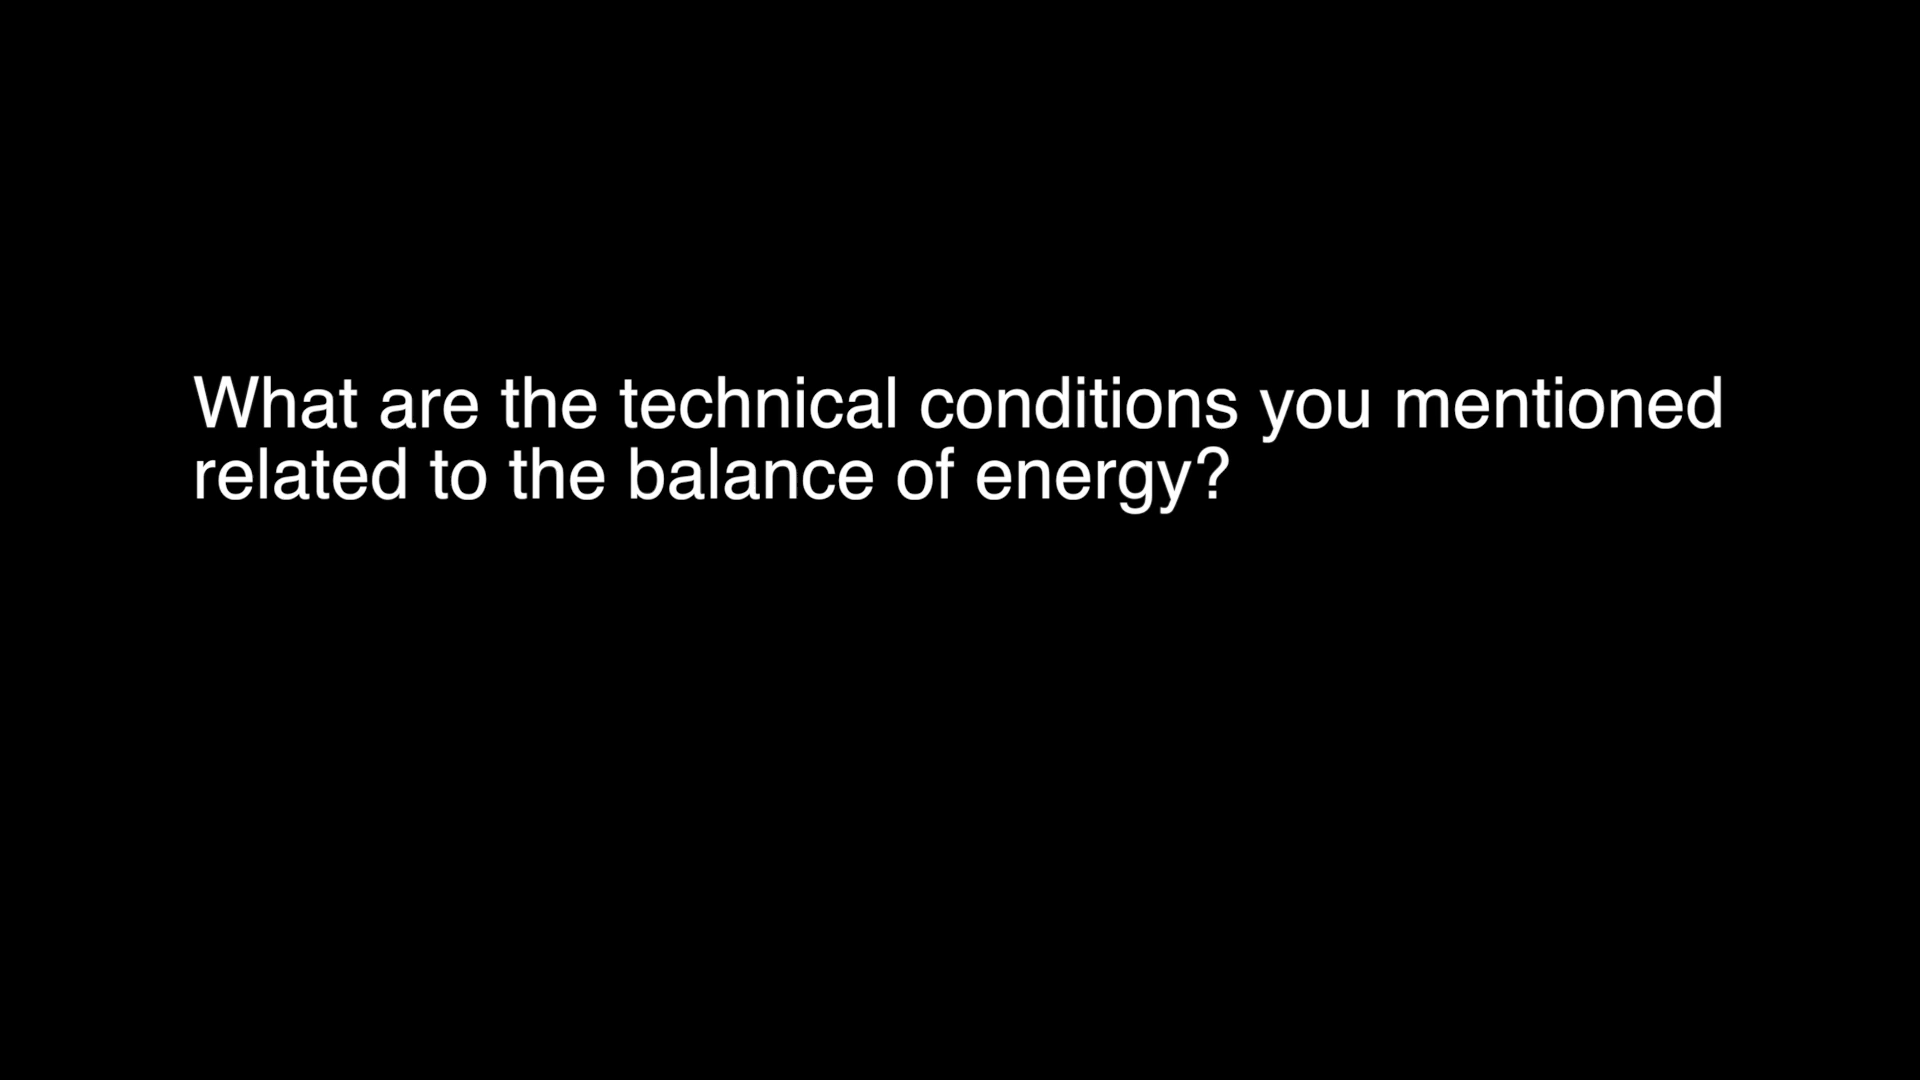 What are the technical conditions you mentioned
related to the balance of energy?